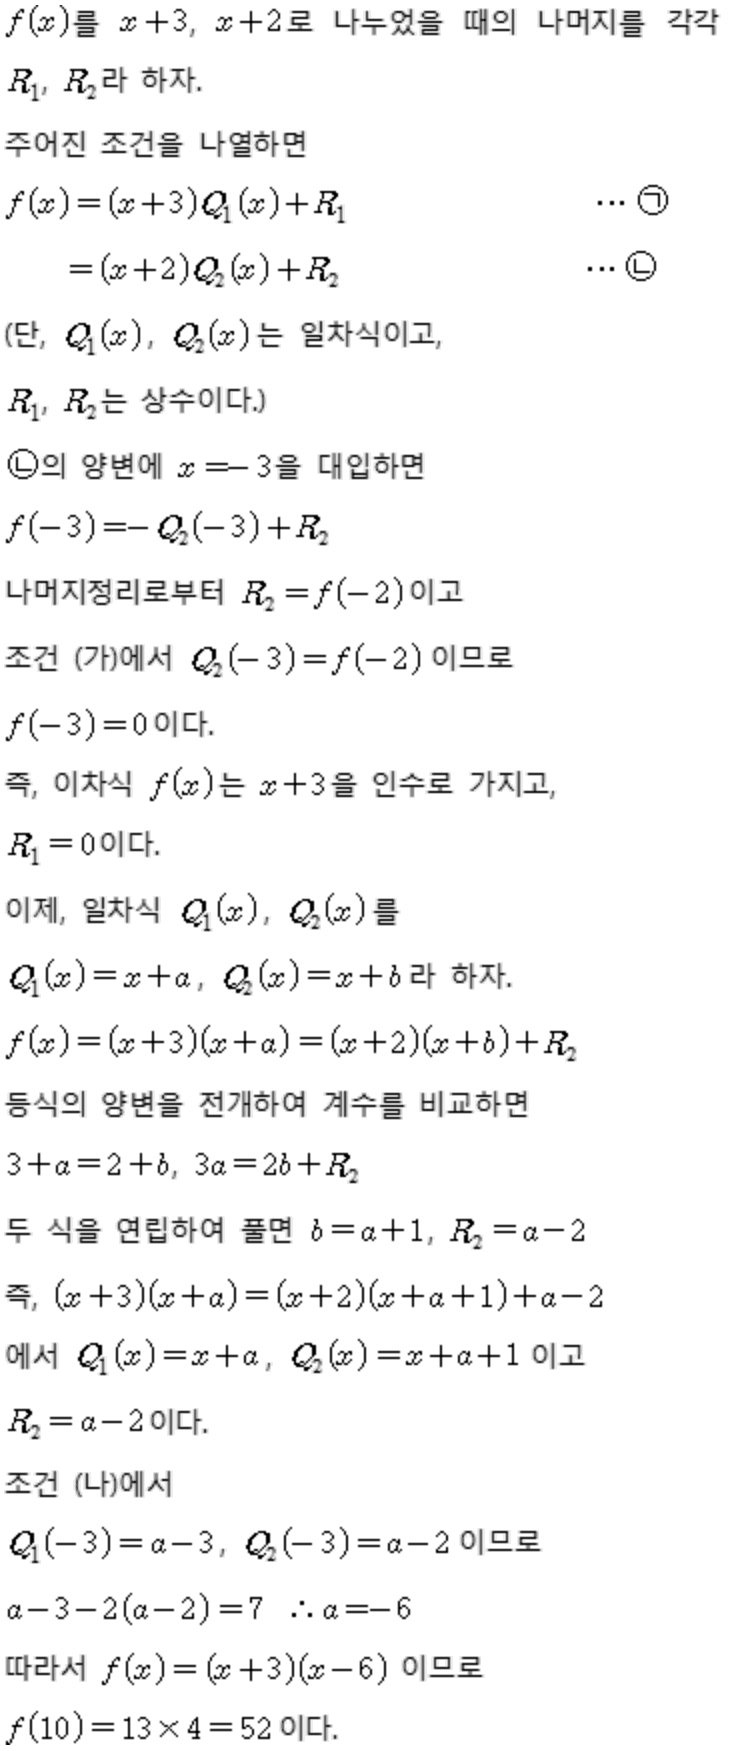 f(x)를 x+3, x+2로 나누었을 때의 나머지를 각각
R₁, R₂라 하자.
주어진 조건을 나열하면
f(x)=(x+3)Q₁(x)+R₁ ⋯ ㉠
=(x+2)Q₂(x)+R₂ ⋯ ㉡
(단, Q₁(x), Q₂(x)는 일차식이고,
R₁, R₂는 상수이다.)
㉡의 양변에 x=-3을 대입하면
f(-3)=-Q₂(-3)+R₂
나머지정리로부터 R₂=f(-2)이고
조건 (가)에서 Q₂(-3)=f(-2) 이므로
f(-3)=0이다.
즉, 이차식 f(x)는 x+3을 인수로 가지고,
R₁=0이다.
이제, 일차식 Q₁(x), Q₂(x)를
Q₁(x)=x+a, Q₂(x)=x+b라 하자.
f(x)=(x+3)(x+a)=(x+2)(x+b)+R₂
등식의 양변을 전개하여 계수를 비교하면
3+a=2+b, 3a=2b+R₂
두 식을 연립하여 풀면 b=a+1, R₂=a-2
즉, (x+3)(x+a)=(x+2)(x+a+1)+a-2
에서 Q₁(x)=x+a, Q₂(x)=x+a+1 이고
R₂=a-2이다.
조건 (나)에서
Q₁(-3)=a-3, Q₂(-3)=a-2 이므로
a-3-2(a-2)=7 ∴ a=-6
따라서 f(x)=(x+3)(x-6) 이므로
f(10)=13×4=52이다.